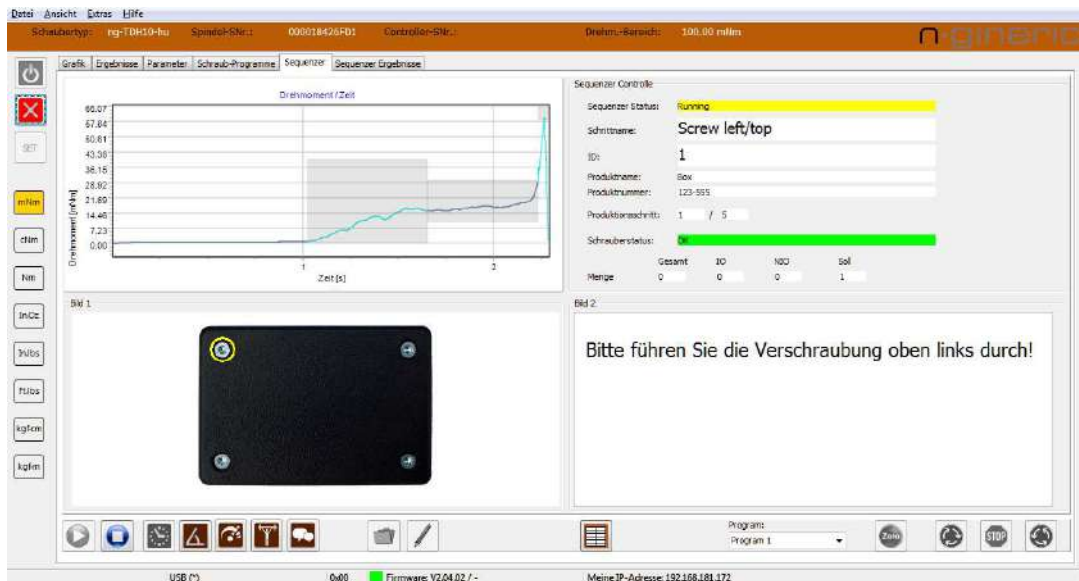 Datei Ansicht Extras Hilfe
Schaubertyp: ng-TDH10-hu Spindel-SNr.: 000018426FD1 Controller-SNr.: Drehm.-Bereich: 100.00 mNm n-gineric
Grafik Ergebnisse Parameter Schraub-Programme Sequenzer Sequenzer Ergebnisse
Drehmoment / Zeit
Drehmoment [mNm]
65.07
57.84
50.61
43.38
36.15
28.92
21.69
14.46
7.23
0.00
1 2
Zeit [s]
Sequenzer Controlle
Sequenzer Status: Running
Schrittname: Screw left/top
ID: 1
Produktname: Box
Produktnummer: 123-555
Produktionsschritt: 1 / 5
Schrauberstatus: OK
Gesamt IO NIO Soll
Menge 0 0 0 1
SET
mNm
cNm
Nm
InOz
InLbs
FtLbs
kgfcm
kgfm
Bild 1
Bild 2
Bitte führen Sie die Verschraubung oben links durch!
Program:
Program 1
STOP
USB (*) 0x00 Firmware: V2.04.02 / - Meine IP-Adresse: 192.168.181.172